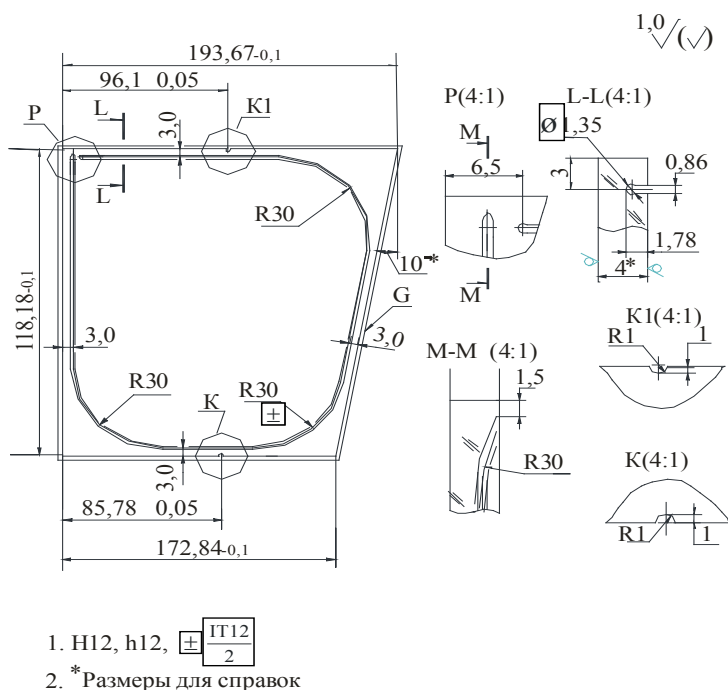 1,0 (√)
193,67-0,1
96,1 0,05
K1
P
L
3,0
L
R30
10*
G
118,18-0,1
3,0
3,0
R30
R30
±
K
3,0
85,78 0,05
172,84-0,1
P(4:1)
M
6,5
M
L-L(4:1)
Ø 1,35
0,86
3
1,78
4*
M-M (4:1)
1,5
R30
K1(4:1)
R1
1
K(4:1)
R1
1
1. H12, h12, ± IT12/2
2. *Размеры для справок